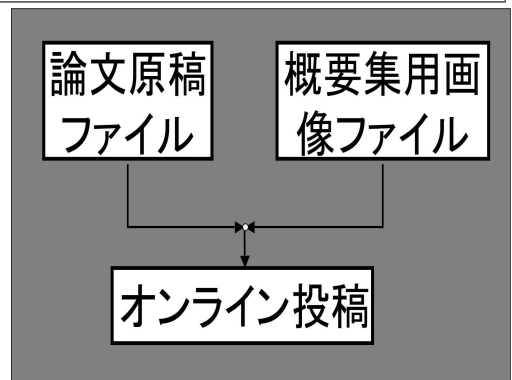 論文原稿
ファイル
概要集用画
像ファイル
オンライン投稿